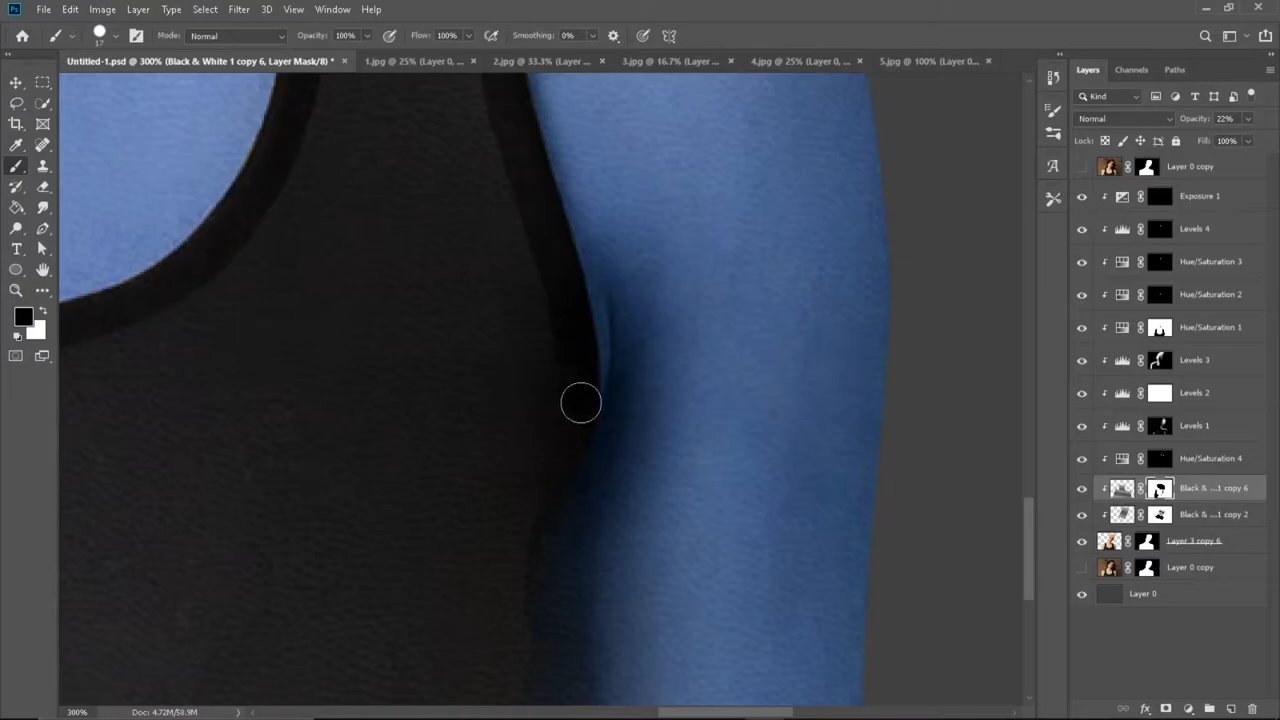 Ps File Edit Image Layer Type Select Filter 3D View Window Help
17 Mode: Normal Opacity: 100% Flow: 100% Smoothing: 0%
Untitled-1.psd @ 300% (Black & White 1 copy 6, Layer Mask/8) * × 1.jpg @ 25% (Layer 0, ... × 2.jpg @ 33.3% (Layer ... × 3.jpg @ 16.7% (Layer ... × 4.jpg @ 25% (Layer 0, ... × 5.jpg @ 100% (Layer 0... ×
Layers Channels Paths
Kind
Normal Opacity: 22%
Lock: Fill: 100%
Layer 0 copy
Exposure 1
Levels 4
Hue/Saturation 3
Hue/Saturation 2
Hue/Saturation 1
Levels 3
Levels 2
Levels 1
Hue/Saturation 4
Black & ...1 copy 6
Black & ...1 copy 2
Layer 3 copy 6
Layer 0 copy
Layer 0
300% Doc: 4.72M/58.9M